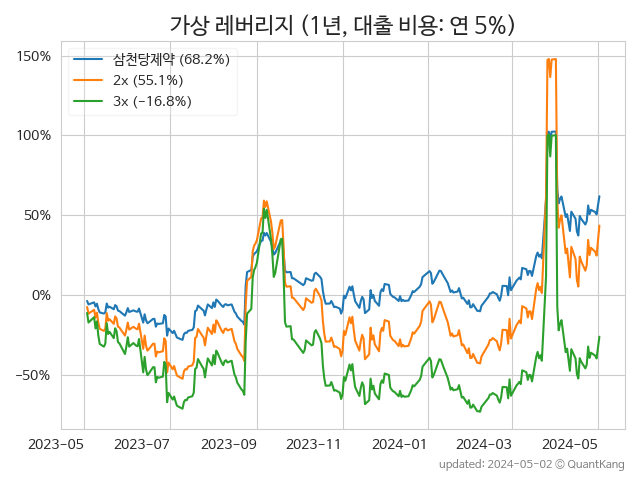 가상 레버리지 (1년, 대출 비용: 연 5%)
150%
100%
50%
0%
−50%
삼천당제약 (68.2%)
2x (55.1%)
3x (−16.8%)
2023-05 2023-07 2023-09 2023-11 2024-01 2024-03 2024-05
updated: 2024-05-02 © QuantKang